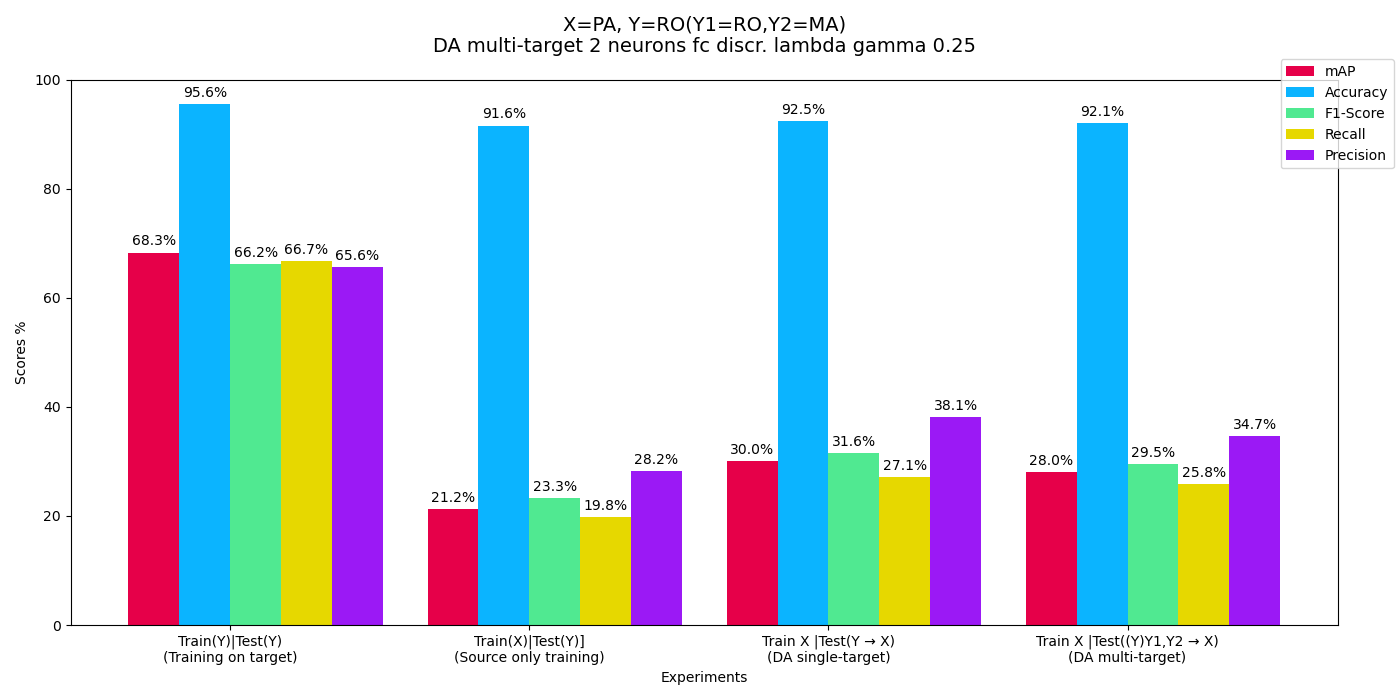 X=PA, Y=RO(Y1=RO,Y2=MA)
DA multi-target 2 neurons fc discr. lambda gamma 0.25
mAP
Accuracy
F1-Score
Recall
Precision
Scores %
100
80
60
40
20
0
68.3%
95.6%
66.2%
66.7%
65.6%
21.2%
91.6%
23.3%
19.8%
28.2%
30.0%
92.5%
31.6%
27.1%
38.1%
28.0%
92.1%
29.5%
25.8%
34.7%
Train(Y)|Test(Y)
(Training on target)
Train(X)|Test(Y)]
(Source only training)
Train X |Test(Y → X)
(DA single-target)
Train X |Test((Y)Y1,Y2 → X)
(DA multi-target)
Experiments